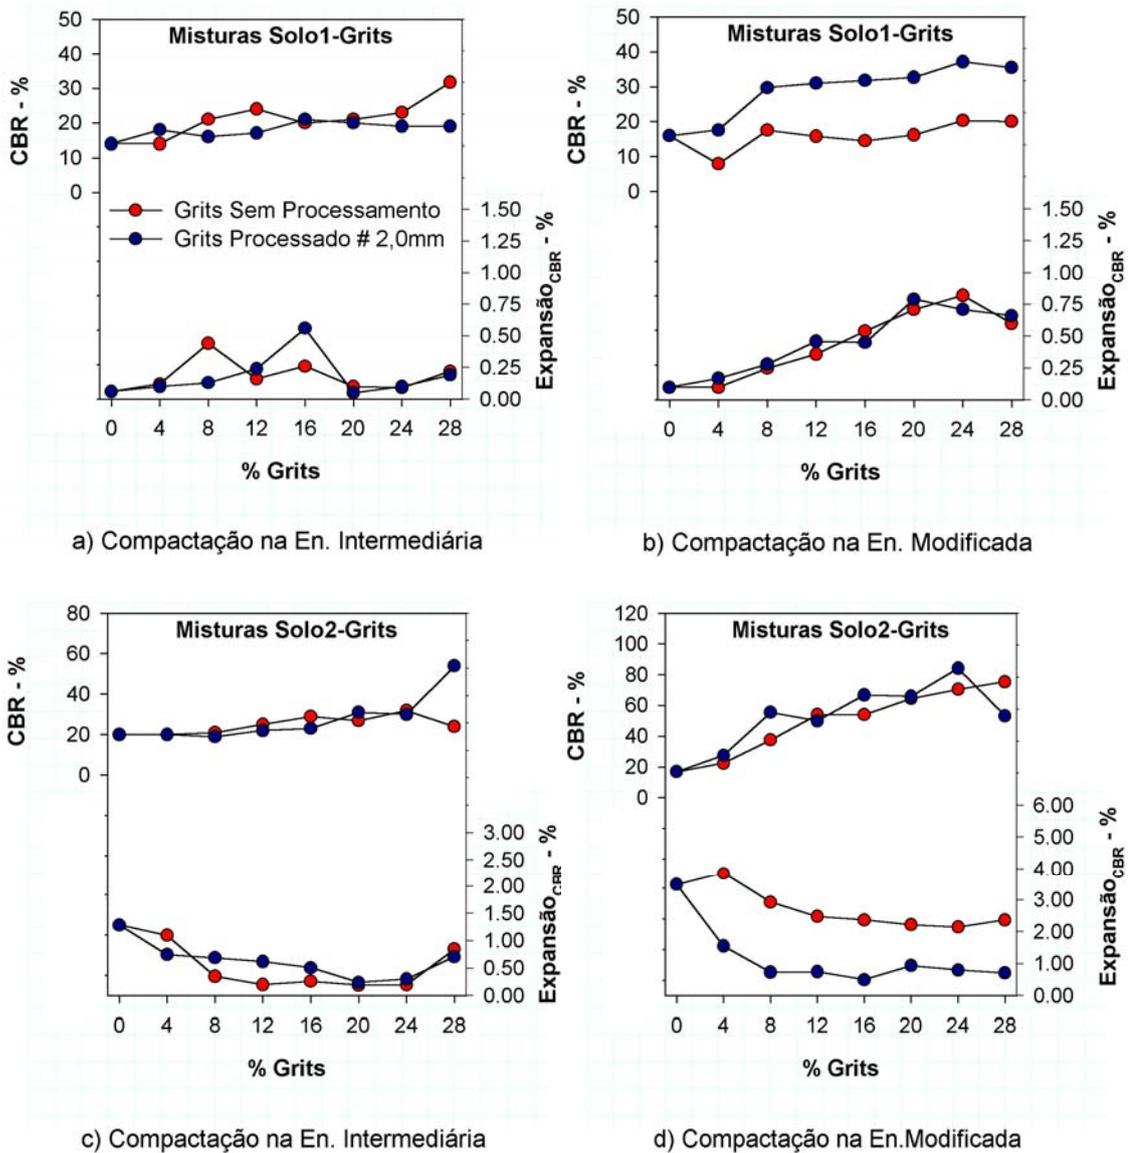 Misturas Solo1-Grits
CBR - %
50
40
30
20
10
0
Grits Sem Processamento
Grits Processado # 2,0mm
1.50
1.25
1.00
0.75
0.50
0.25
0.00
Expansão CBR - %
0 4 8 12 16 20 24 28
% Grits
a) Compactação na En. Intermediária
Misturas Solo1-Grits
CBR - %
50
40
30
20
10
0
1.50
1.25
1.00
0.75
0.50
0.25
0.00
Expansão CBR - %
0 4 8 12 16 20 24 28
% Grits
b) Compactação na En. Modificada
Misturas Solo2-Grits
CBR - %
80
60
40
20
0
3.00
2.50
2.00
1.50
1.00
0.50
0.00
Expansão CBR - %
0 4 8 12 16 20 24 28
% Grits
c) Compactação na En. Intermediária
Misturas Solo2-Grits
CBR - %
120
100
80
60
40
20
0
6.00
5.00
4.00
3.00
2.00
1.00
0.00
Expansão CBR - %
0 4 8 12 16 20 24 28
% Grits
d) Compactação na En.Modificada